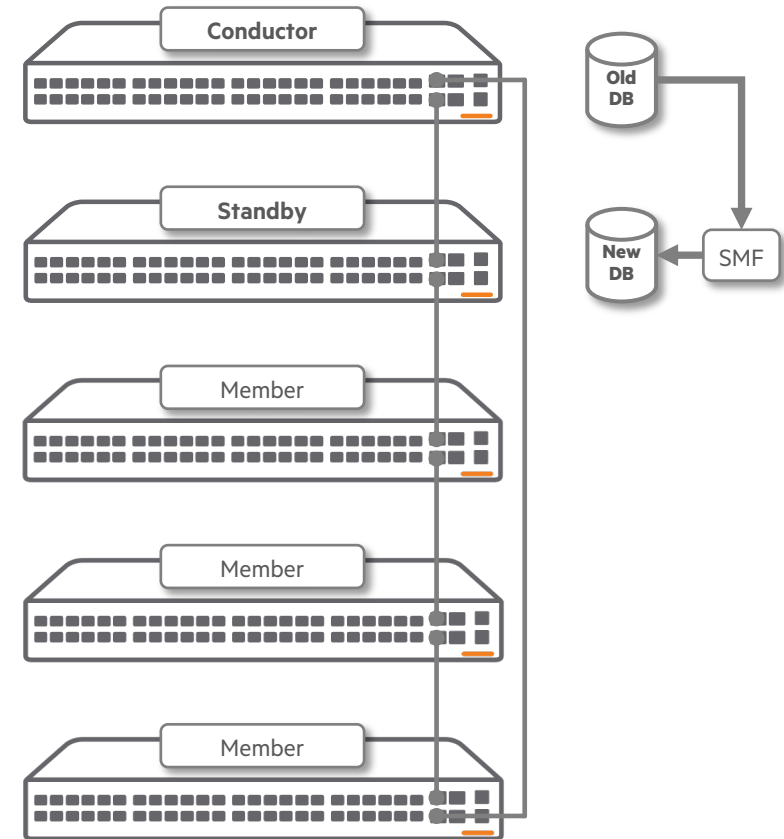 Conductor
Old
DB
Standby
New
DB
SMF
Member
Member
Member